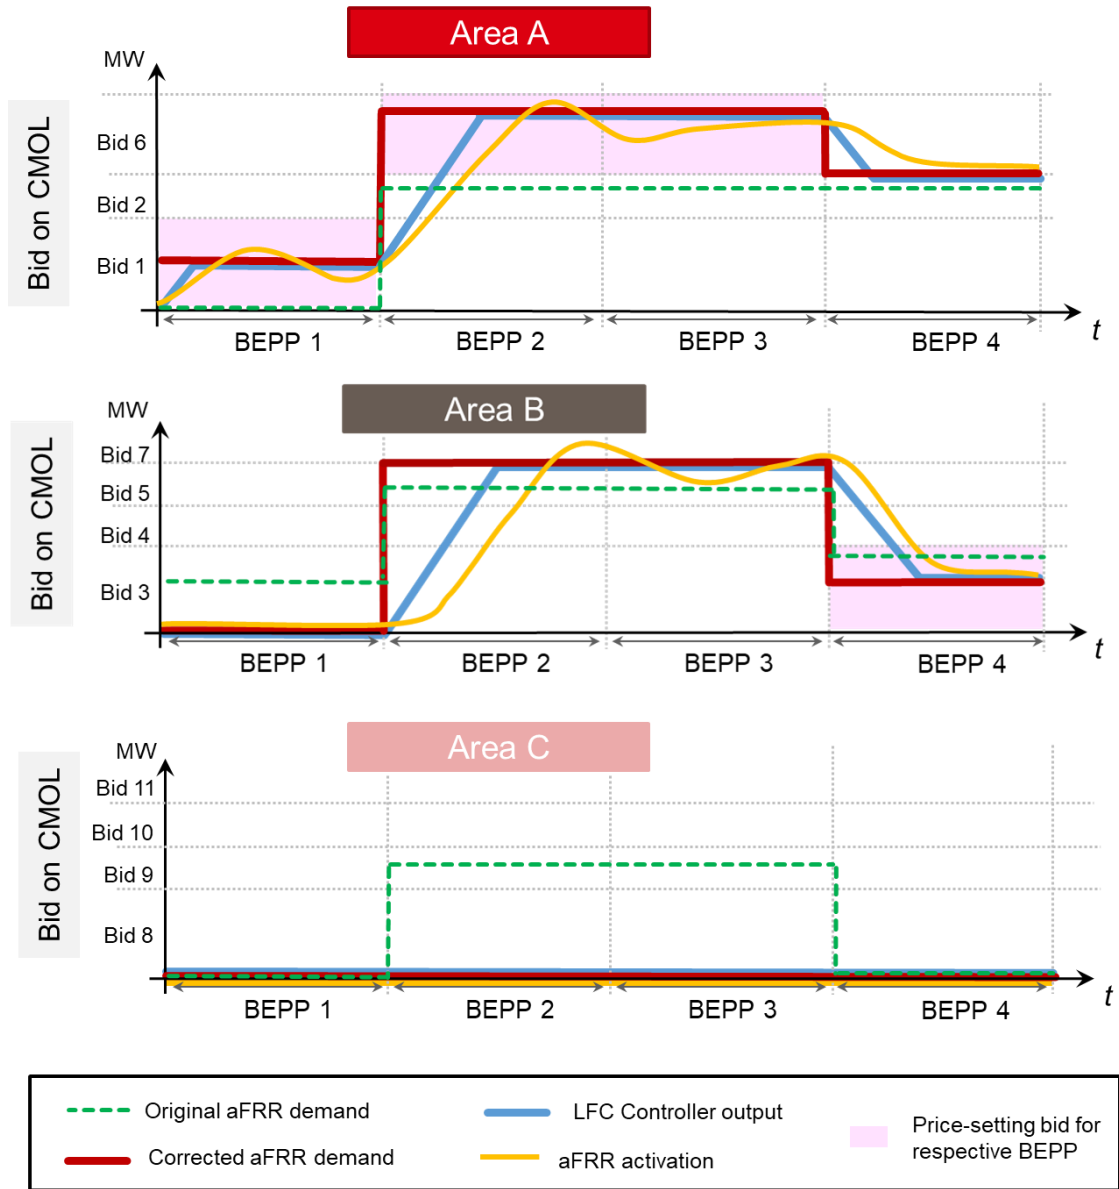 Area A
MW
Bid on CMOL
Bid 6
Bid 2
Bid 1
BEPP 1
BEPP 2
BEPP 3
BEPP 4
t
Area B
MW
Bid on CMOL
Bid 7
Bid 5
Bid 4
Bid 3
BEPP 1
BEPP 2
BEPP 3
BEPP 4
t
Area C
MW
Bid on CMOL
Bid 11
Bid 10
Bid 9
Bid 8
BEPP 1
BEPP 2
BEPP 3
BEPP 4
t
Original aFRR demand
LFC Controller output
Price-setting bid for
respective BEPP
Corrected aFRR demand
aFRR activation